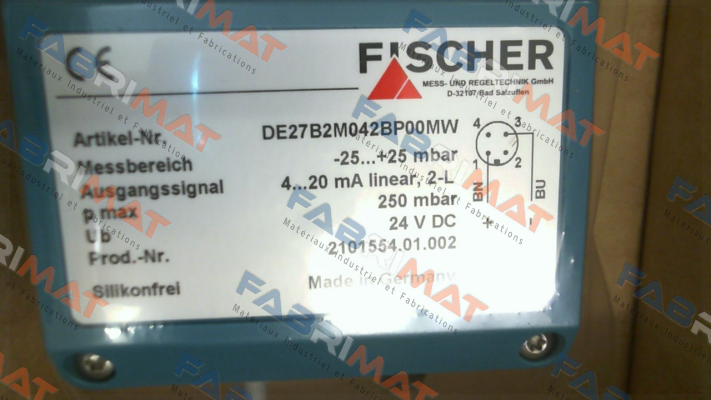 CE
FISCHER
MESS- UND REGELTECHNIK GmbH
D-32107 Bad Salzuflen
Artikel-Nr. DE27B2M042BP00MW
Messbereich -25...+25 mbar
Ausgangssignal 4...20 mA linear, 2-L
p.max 250 mbar
Ub 24 V DC
Prod.-Nr. 2101554.01.002
Silikonfrei Made in Germany
4 3
2
BN BU
+ -
FABRIMAT
Materiaux Industriel et Fabrications